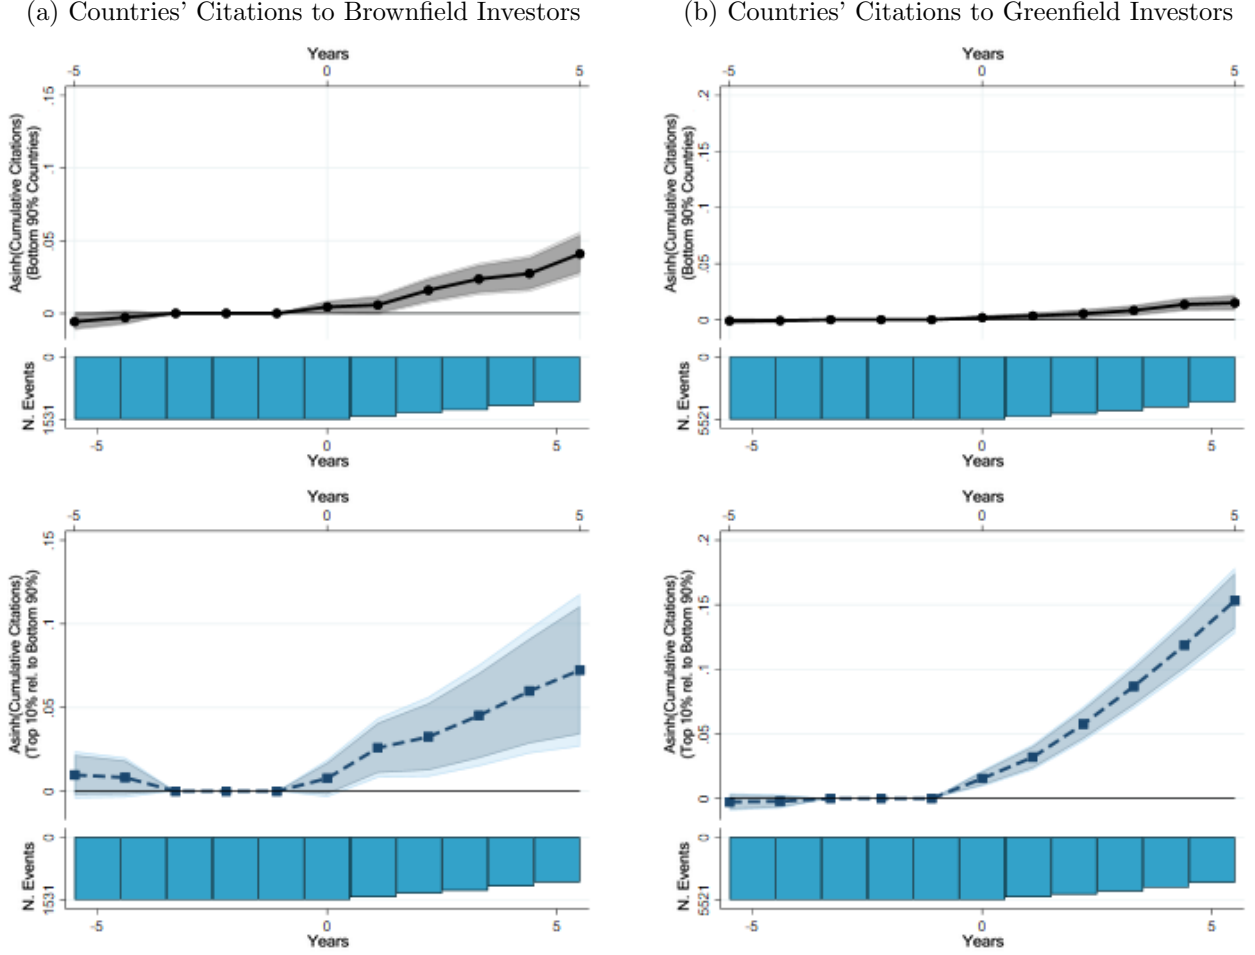 (a) Countries' Citations to Brownfield Investors
Years
-5 0 5
Asinh(Cumulative Citations)
(Bottom 90% Countries)
.15
.1
.05
0
N. Events
0
1531
-5 0 5
Years
(b) Countries' Citations to Greenfield Investors
Years
-5 0 5
Asinh(Cumulative Citations)
(Bottom 90% Countries)
.2
.15
.1
.05
0
N. Events
0
5521
-5 0 5
Years
Years
-5 0 5
Asinh(Cumulative Citations)
(Top 10% rel. to Bottom 90%)
.15
.1
.05
0
N. Events
0
1531
-5 0 5
Years
Years
-5 0 5
Asinh(Cumulative Citations)
(Top 10% rel. to Bottom 90%)
.2
.15
.1
.05
0
N. Events
0
5521
-5 0 5
Years